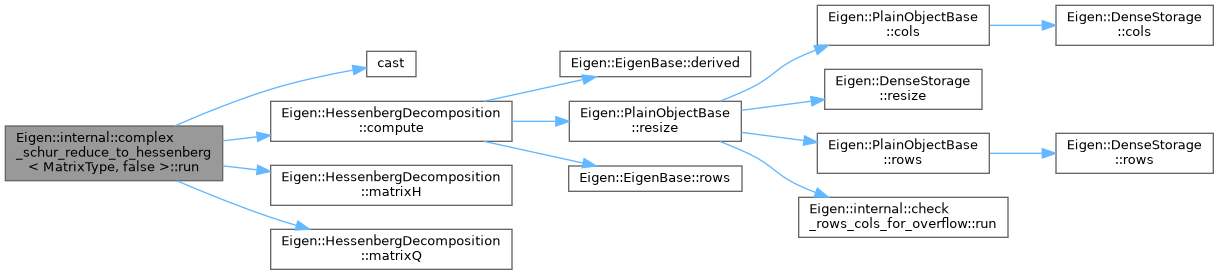 Eigen::internal::complex
_schur_reduce_to_hessenberg
< MatrixType, false >::run
cast
Eigen::HessenbergDecomposition
::compute
Eigen::HessenbergDecomposition
::matrixH
Eigen::HessenbergDecomposition
::matrixQ
Eigen::EigenBase::derived
Eigen::PlainObjectBase
::resize
Eigen::EigenBase::rows
Eigen::PlainObjectBase
::cols
Eigen::DenseStorage
::resize
Eigen::PlainObjectBase
::rows
Eigen::internal::check
_rows_cols_for_overflow::run
Eigen::DenseStorage
::cols
Eigen::DenseStorage
::rows